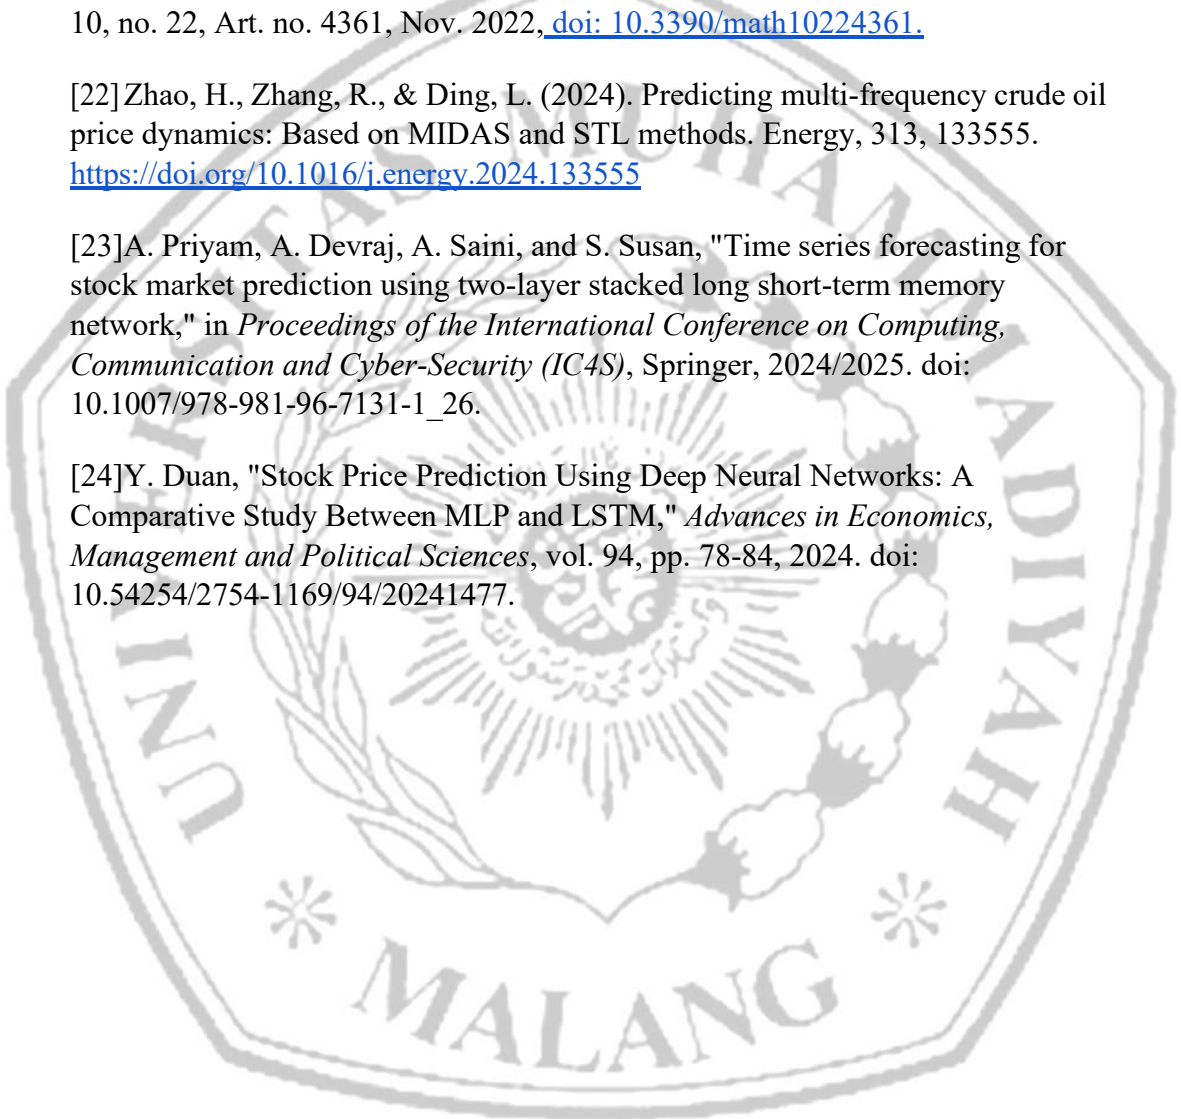 10, no. 22, Art. no. 4361, Nov. 2022, doi: 10.3390/math10224361.
[22] Zhao, H., Zhang, R., & Ding, L. (2024). Predicting multi-frequency crude oil
price dynamics: Based on MIDAS and STL methods. Energy, 313, 133555.
https://doi.org/10.1016/j.energy.2024.133555
[23]A. Priyam, A. Devraj, A. Saini, and S. Susan, "Time series forecasting for
stock market prediction using two-layer stacked long short-term memory
network," in Proceedings of the International Conference on Computing,
Communication and Cyber-Security (IC4S), Springer, 2024/2025. doi:
10.1007/978-981-96-7131-1_26.
[24]Y. Duan, "Stock Price Prediction Using Deep Neural Networks: A
Comparative Study Between MLP and LSTM," Advances in Economics,
Management and Political Sciences, vol. 94, pp. 78-84, 2024. doi:
10.54254/2754-1169/94/20241477.
UNIVERSITAS MUHAMMADIYAH
MALANG